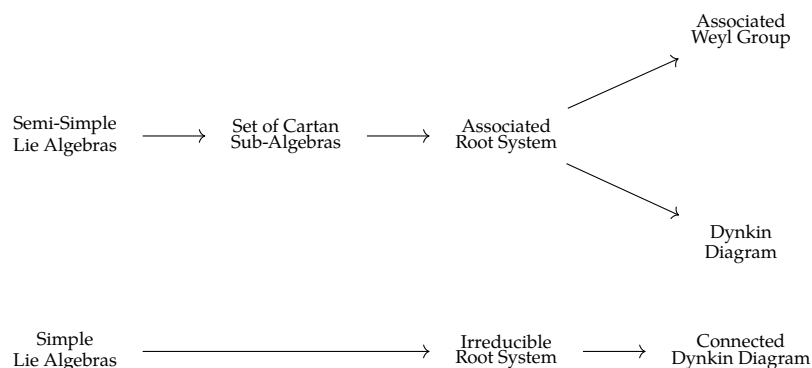 Associated
Weyl Group
Semi-Simple
Lie Algebras
Set of Cartan
Sub-Algebras
Associated
Root System
Dynkin
Diagram
Simple
Lie Algebras
Irreducible
Root System
Connected
Dynkin Diagram